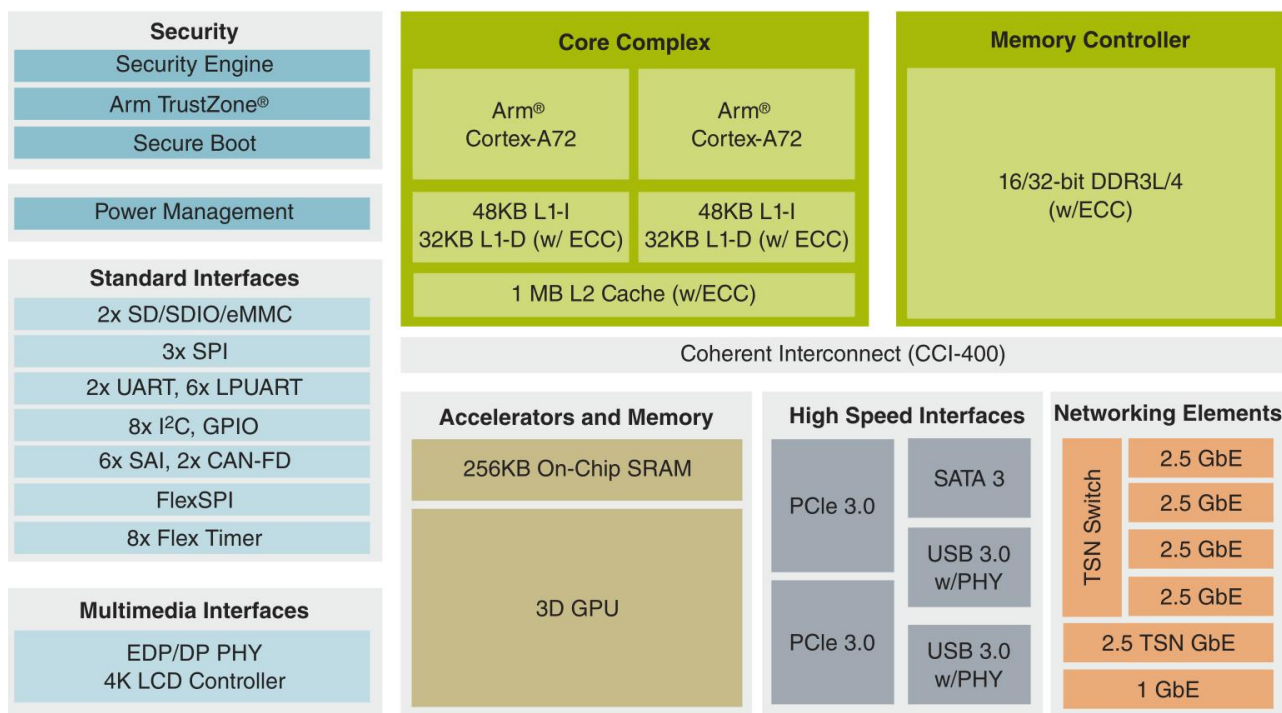 Security
Security Engine
Arm TrustZone®
Secure Boot
Power Management
Standard Interfaces
2x SD/SDIO/eMMC
3x SPI
2x UART, 6x LPUART
8x I²C, GPIO
6x SAI, 2x CAN-FD
FlexSPI
8x Flex Timer
Multimedia Interfaces
EDP/DP PHY
4K LCD Controller
Core Complex
Arm®
Cortex-A72
Arm®
Cortex-A72
48KB L1-I
32KB L1-D (w/ ECC)
48KB L1-I
32KB L1-D (w/ ECC)
1 MB L2 Cache (w/ECC)
Memory Controller
16/32-bit DDR3L/4
(w/ECC)
Coherent Interconnect (CCI-400)
Accelerators and Memory
256KB On-Chip SRAM
3D GPU
High Speed Interfaces
PCIe 3.0
PCIe 3.0
SATA 3
USB 3.0
w/PHY
USB 3.0
w/PHY
Networking Elements
TSN Switch
2.5 GbE
2.5 GbE
2.5 GbE
2.5 GbE
2.5 TSN GbE
1 GbE